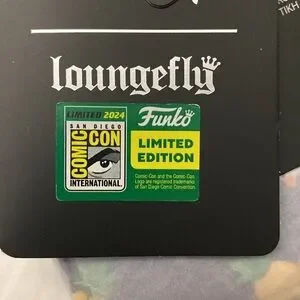 loungefly
LIMITED 2024
SAN DIEGO
COMIC CON
INTERNATIONAL®
Funko
LIMITED
EDITION
Comic-Con and the Comic-Con
Logo are registered trademarks
of San Diego Comic Convention
ΤΙΚΗ